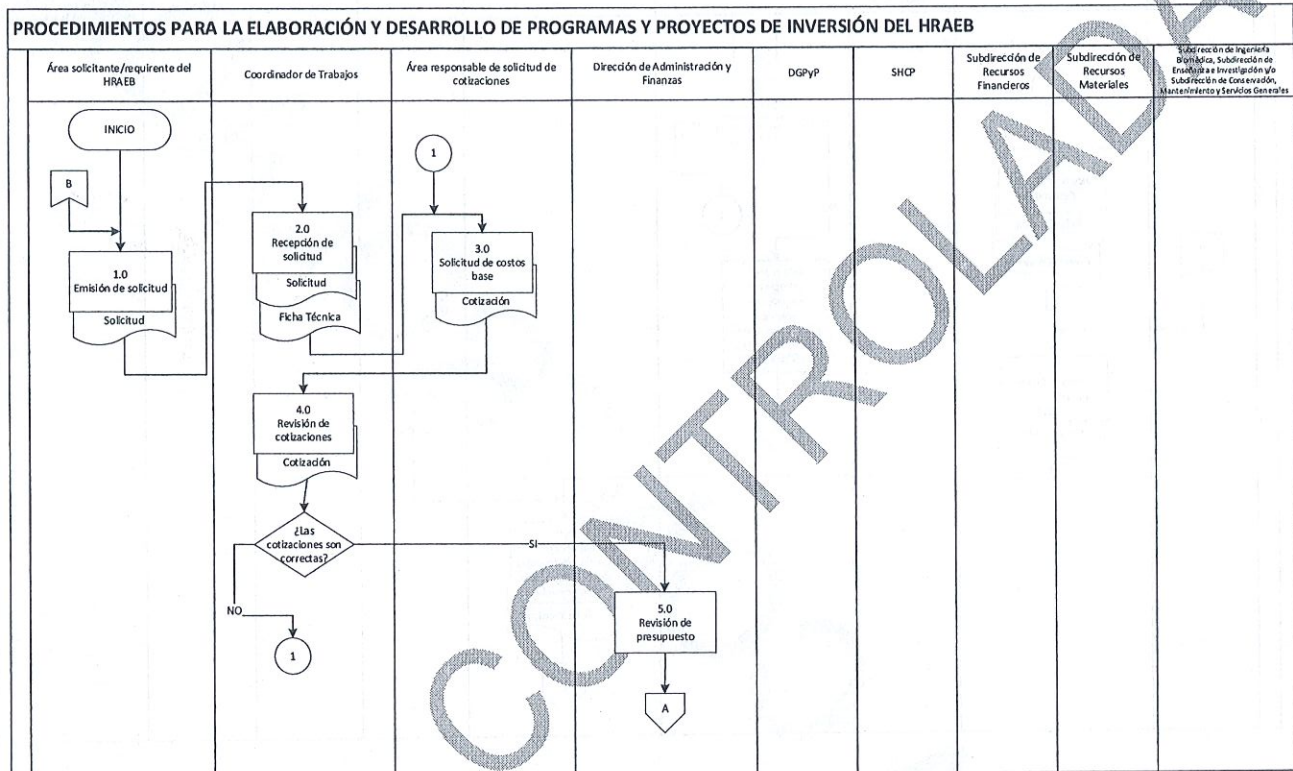 PROCEDIMIENTOS PARA LA ELABORACIÓN Y DESARROLLO DE PROGRAMAS Y PROYECTOS DE INVERSIÓN DEL HRAEB
Área solicitante/requirente del
HRAEB
Coordinador de Trabajos
Área responsable de solicitud de
cotizaciones
Dirección de Administración y
Finanzas
DGPyP
SHCP
Subdirección de
Recursos
Financieros
Subdirección de
Recursos
Materiales
Subdirección de Ingeniería
Biomédica, Subdirección de
Enseñanza e Investigación y/o
Subdirección de Conservación,
Mantenimiento y Servicios Generales
INICIO
B
1.0
Emisión de solicitud
Solicitud
2.0
Recepción de
solicitud
Solicitud
Ficha Técnica
1
3.0
Solicitud de costos
base
Cotización
4.0
Revisión de
cotizaciones
Cotización
¿Las
cotizaciones son
correctas?
SI
NO
1
5.0
Revisión de
presupuesto
A
CONTROLADA